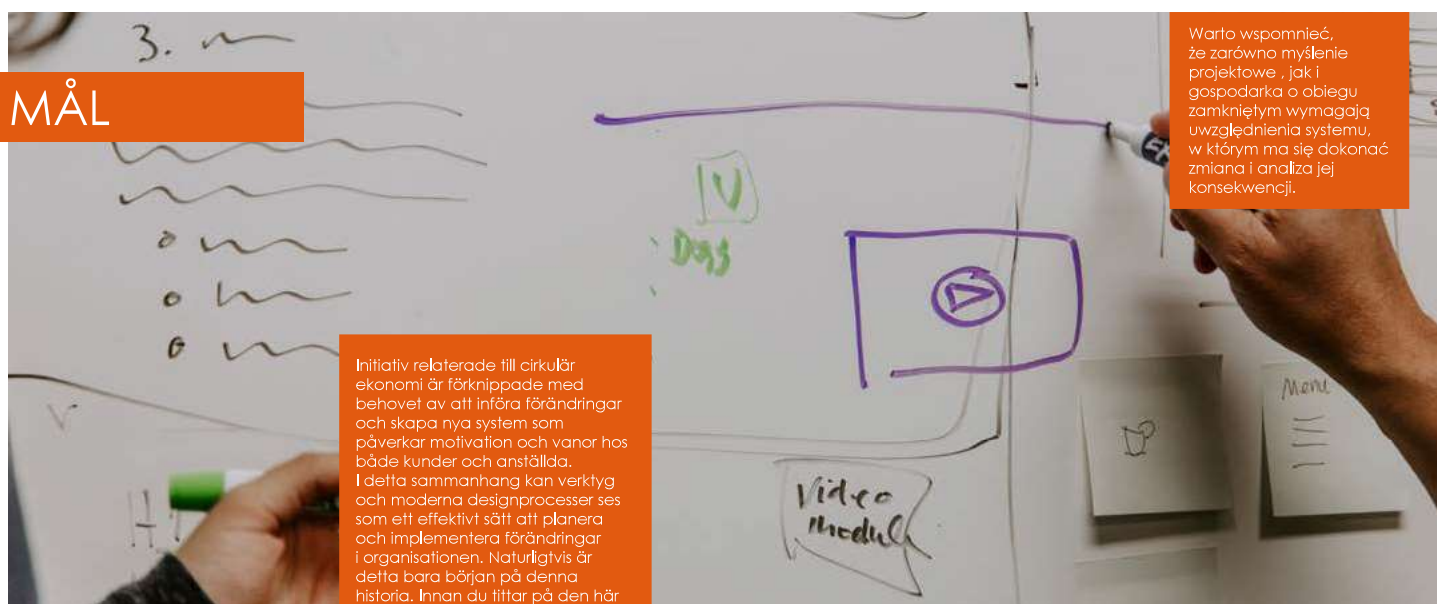 3.
MÅL
Warto wspomnieć,
że zarówno myślenie
projektowe , jak i
gospodarka o obiegu
zamkniętym wymagają
uwzględnienia systemu,
w którym ma się dokonać
zmiana i analiza jej
konsekwencji.
Initiativ relaterade till cirkulär
ekonomi är förknippade med
behovet av att införa förändringar
och skapa nya system som
påverkar motivation och vanor hos
både kunder och anställda.
I detta sammanhang kan verktyg
och moderna designprocesser ses
som ett effektivt sätt att planera
och implementera förändringar
i organisationen. Naturligtvis är
detta bara början på denna
historia. Innan du tittar på den här
Menu
Video